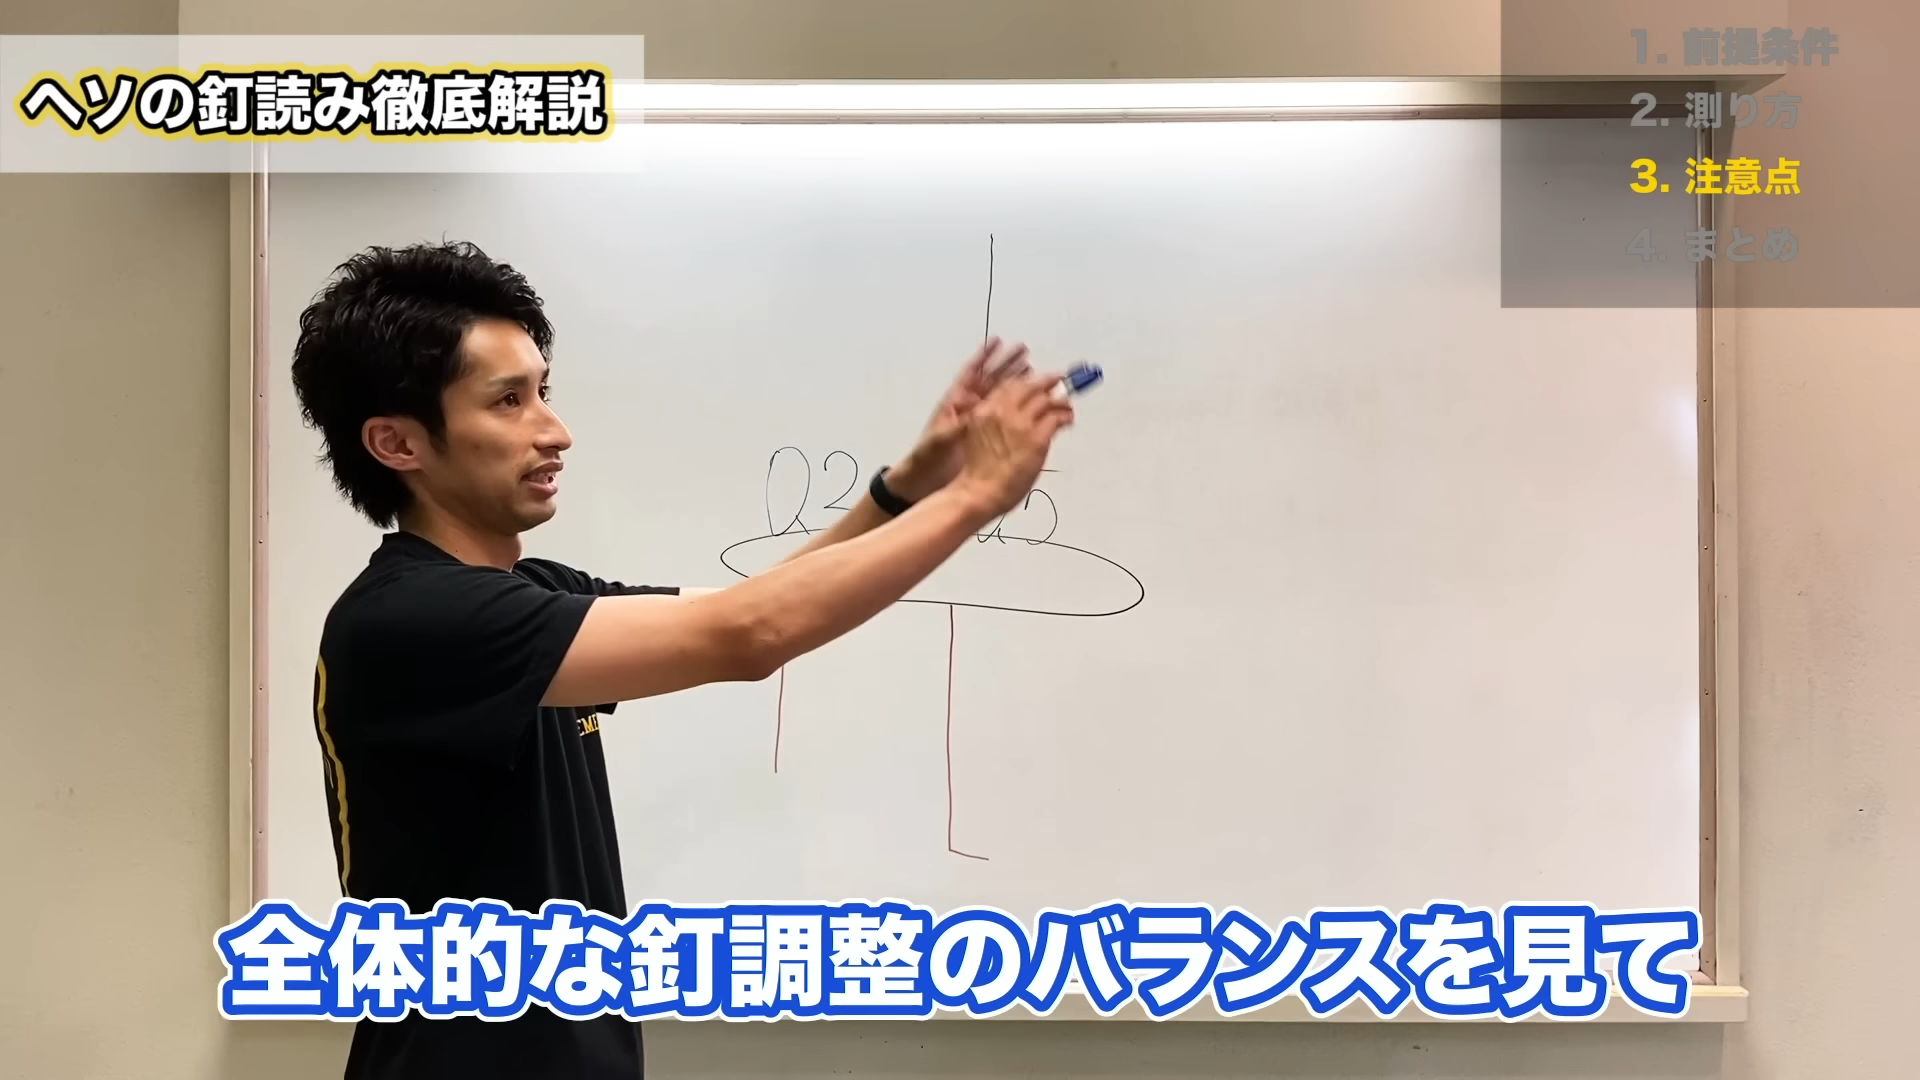 ヘソの釘読み徹底解説
1. 前提条件
2. 測り方
3. 注意点
4. まとめ
全体的な釘調整のバランスを見て